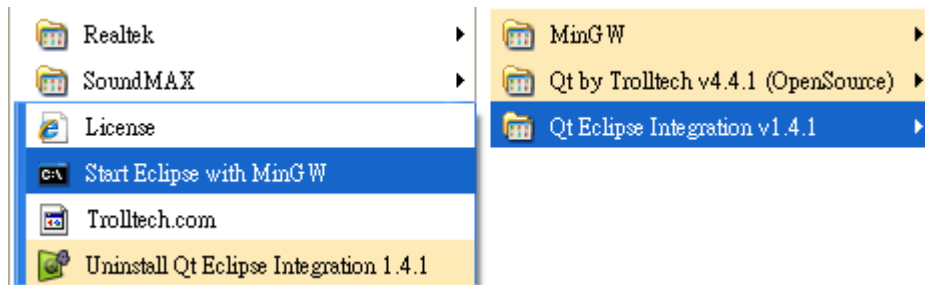 Realtek
SoundMAX
License
Start Eclipse with MinGW
Trolltech.com
Uninstall Qt Eclipse Integration 1.4.1
MinGW
Qt by Trolltech v4.4.1 (OpenSource)
Qt Eclipse Integration v1.4.1